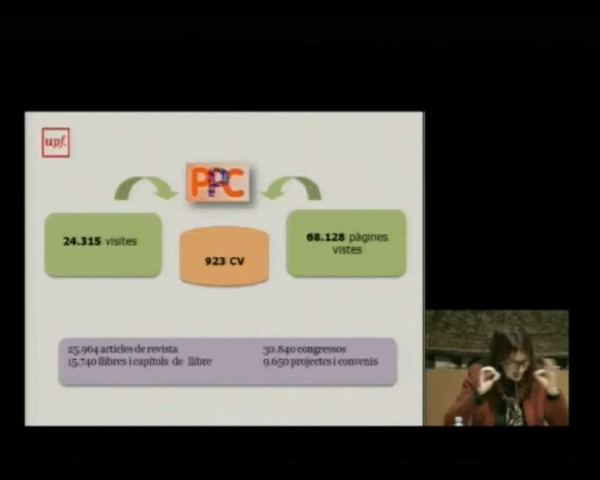 upf.
PPC
24.315 visites
923 CV
68.128 pàgines
vistes
25.964 articles de revista
15.740 llibres i capítols de llibre
30.840 congressos
9.650 projectes i convenis